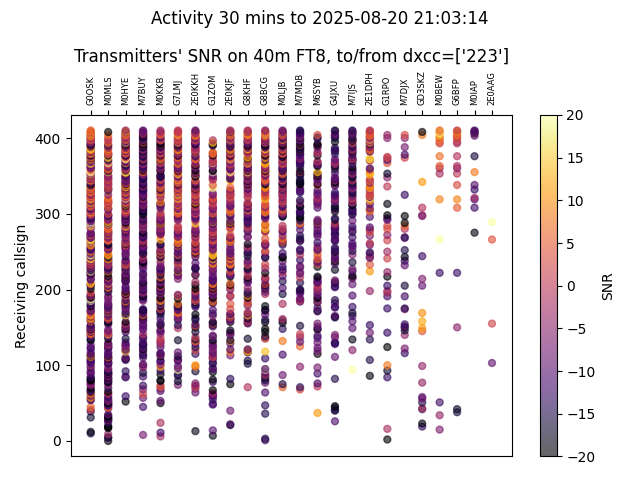 Activity 30 mins to 2025-08-20 21:03:14
Transmitters' SNR on 40m FT8, to/from dxcc=['223']
G0OSK M0MLS M0HYE M7BUY M0KKB G7LMJ 2E0KKH G1ZOM 2E0KJF G8KHF G8BCG M0LJB M7MDB M6SYB G4JXU M7JJS 2E1DPH G1RPO M7DJX GD3SKZ M0BEW G6BFP M0IAP 2E0AAG
400
300
200
100
0
Receiving callsign
20
15
10
5
0
−5
−10
−15
−20
SNR